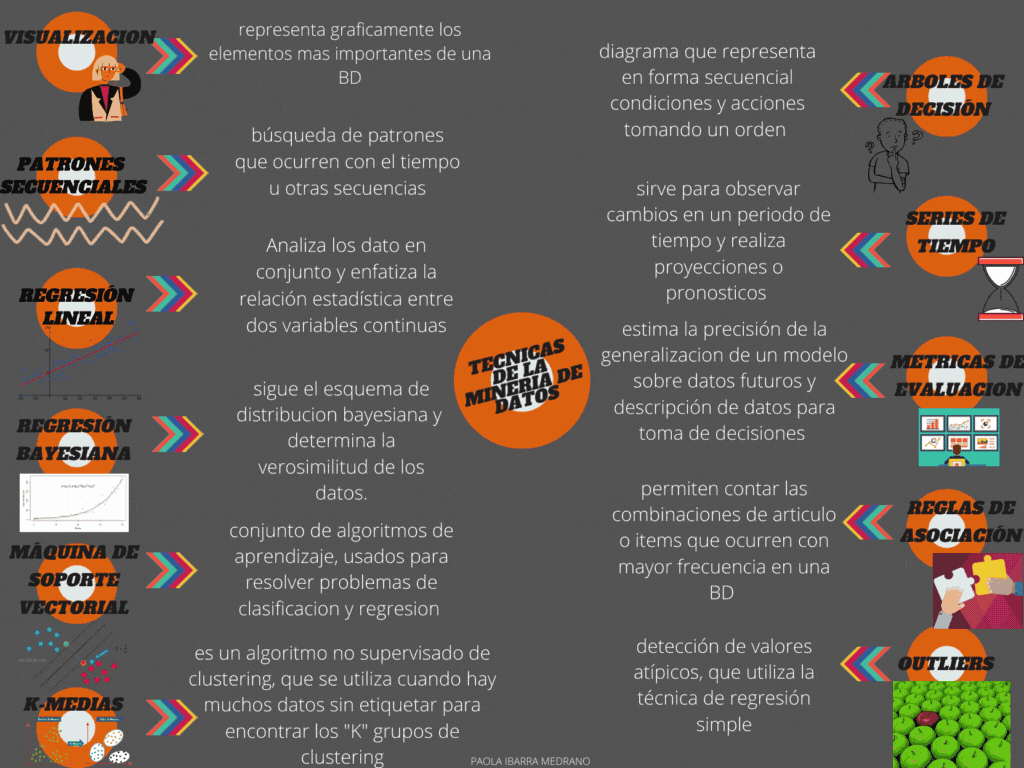 VISUALIZACION
representa graficamente los
elementos mas importantes de una
BD
PATRONES
SECUENCIALES
búsqueda de patrones
que ocurren con el tiempo
u otras secuencias
REGRESIÓN
LINEAL
Analiza los dato en
conjunto y enfatiza la
relación estadística entre
dos variables continuas
REGRESIÓN
BAYESIANA
sigue el esquema de
distribucion bayesiana y
determina la
verosimilitud de los
datos.
MÁQUINA DE
SOPORTE
VECTORIAL
conjunto de algoritmos de
aprendizaje, usados para
resolver problemas de
clasificacion y regresion
K-MEDIAS
es un algoritmo no supervisado de
clustering, que se utiliza cuando hay
muchos datos sin etiquetar para
encontrar los "K" grupos de
clustering
TECNICAS
DE LA
MINERIA DE
DATOS
diagrama que representa
en forma secuencial
condiciones y acciones
tomando un orden
ARBOLES DE
DECISIÓN
sirve para observar
cambios en un periodo de
tiempo y realiza
proyecciones o
pronosticos
SERIES DE
TIEMPO
estima la precisión de la
generalizacion de un modelo
sobre datos futuros y
descripción de datos para
toma de decisiones
METRICAS DE
EVALUACION
permiten contar las
combinaciones de articulo
o items que ocurren con
mayor frecuencia en una
BD
REGLAS DE
ASOCIACIÓN
detección de valores
atípicos, que utiliza la
técnica de regresión
simple
OUTLIERS
PAOLA IBARRA MEDRANO